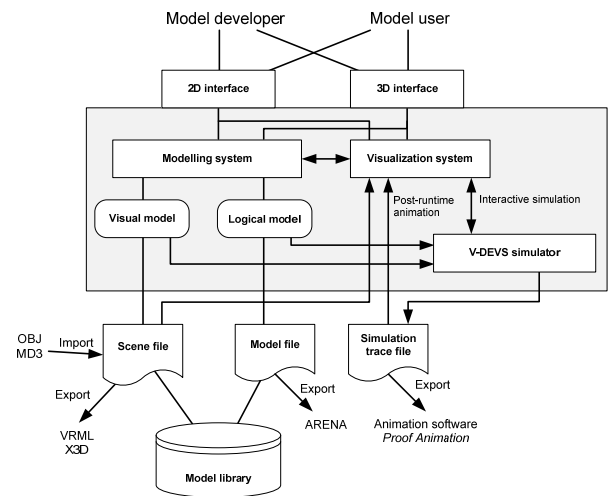 Model developer
Model user
2D interface
3D interface
Modelling system
Visualization system
Post-runtime
animation
Interactive simulation
Visual model
Logical model
V-DEVS simulator
OBJ
MD3
Import
Scene file
Model file
Simulation
trace file
Export
Export
Export
VRML
X3D
ARENA
Animation software
Proof Animation
Model library